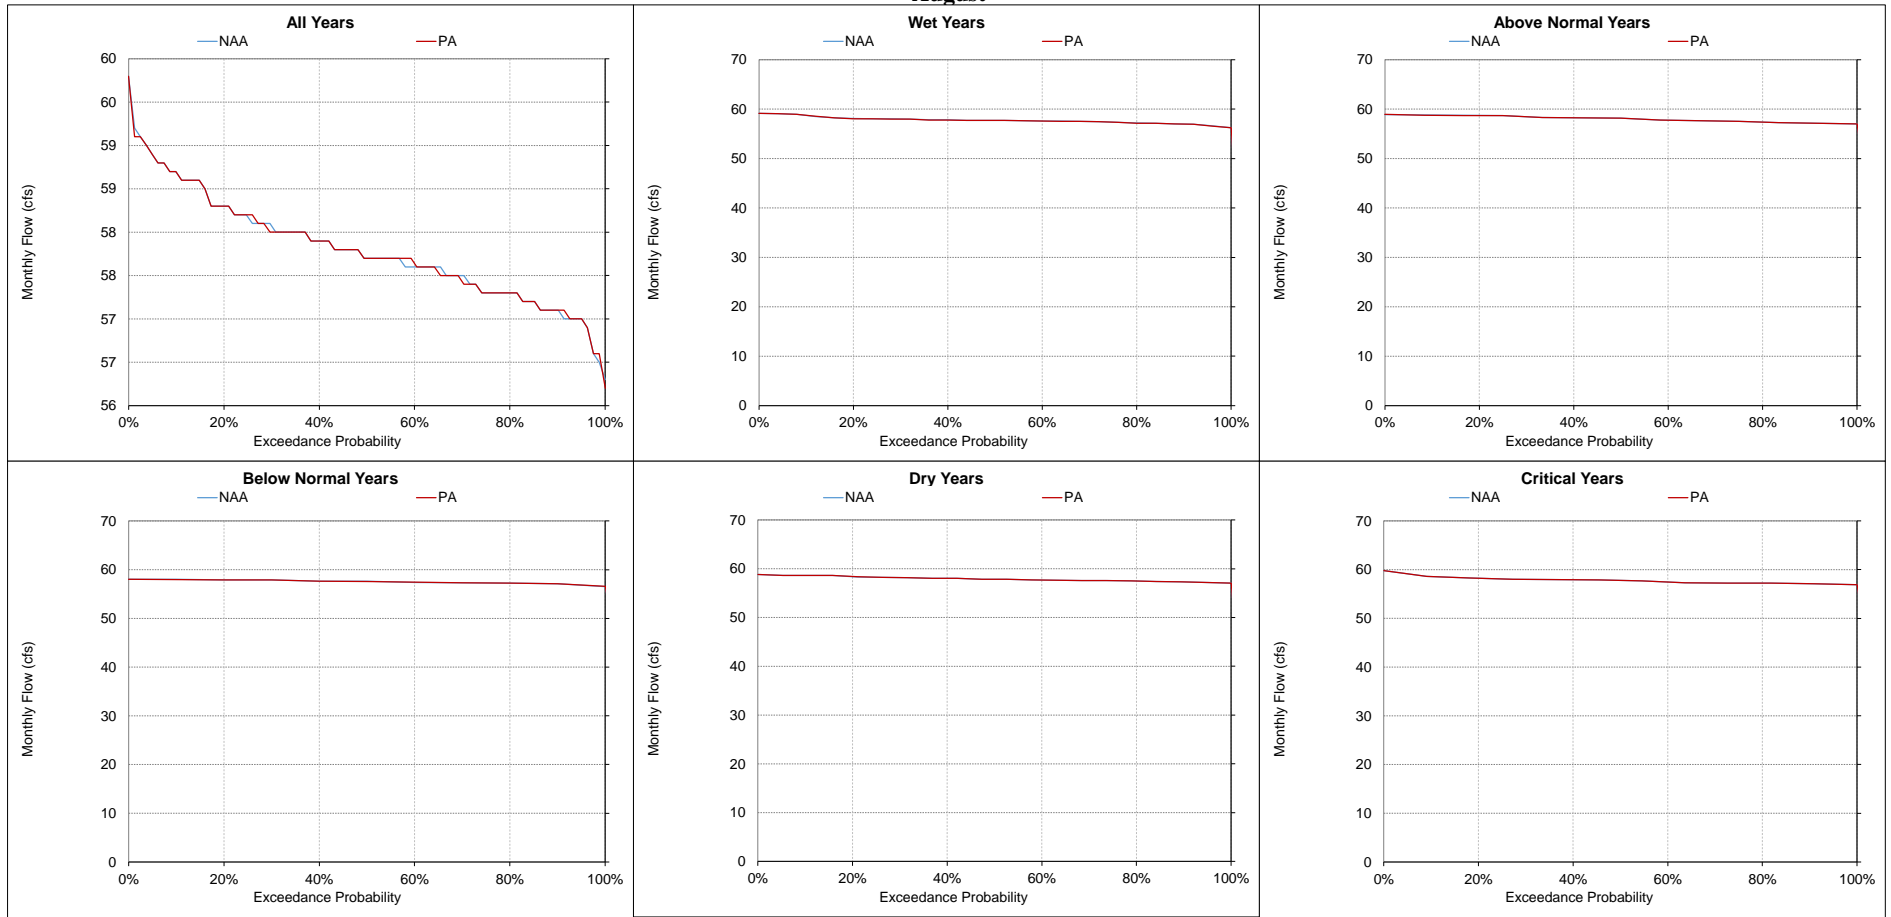 August
All Years
NAA PA
60
60
59
59
58
58
57
57
56
0% 20% 40% 60% 80% 100%
Monthly Flow (cfs)
Exceedance Probability
Wet Years
NAA PA
70
60
50
40
30
20
10
0
0% 20% 40% 60% 80% 100%
Monthly Flow (cfs)
Exceedance Probability
Above Normal Years
NAA PA
70
60
50
40
30
20
10
0
0% 20% 40% 60% 80% 100%
Monthly Flow (cfs)
Exceedance Probability
Below Normal Years
NAA PA
70
60
50
40
30
20
10
0
0% 20% 40% 60% 80% 100%
Monthly Flow (cfs)
Exceedance Probability
Dry Years
NAA PA
70
60
50
40
30
20
10
0
0% 20% 40% 60% 80% 100%
Monthly Flow (cfs)
Exceedance Probability
Critical Years
NAA PA
70
60
50
40
30
20
10
0
0% 20% 40% 60% 80% 100%
Monthly Flow (cfs)
Exceedance Probability